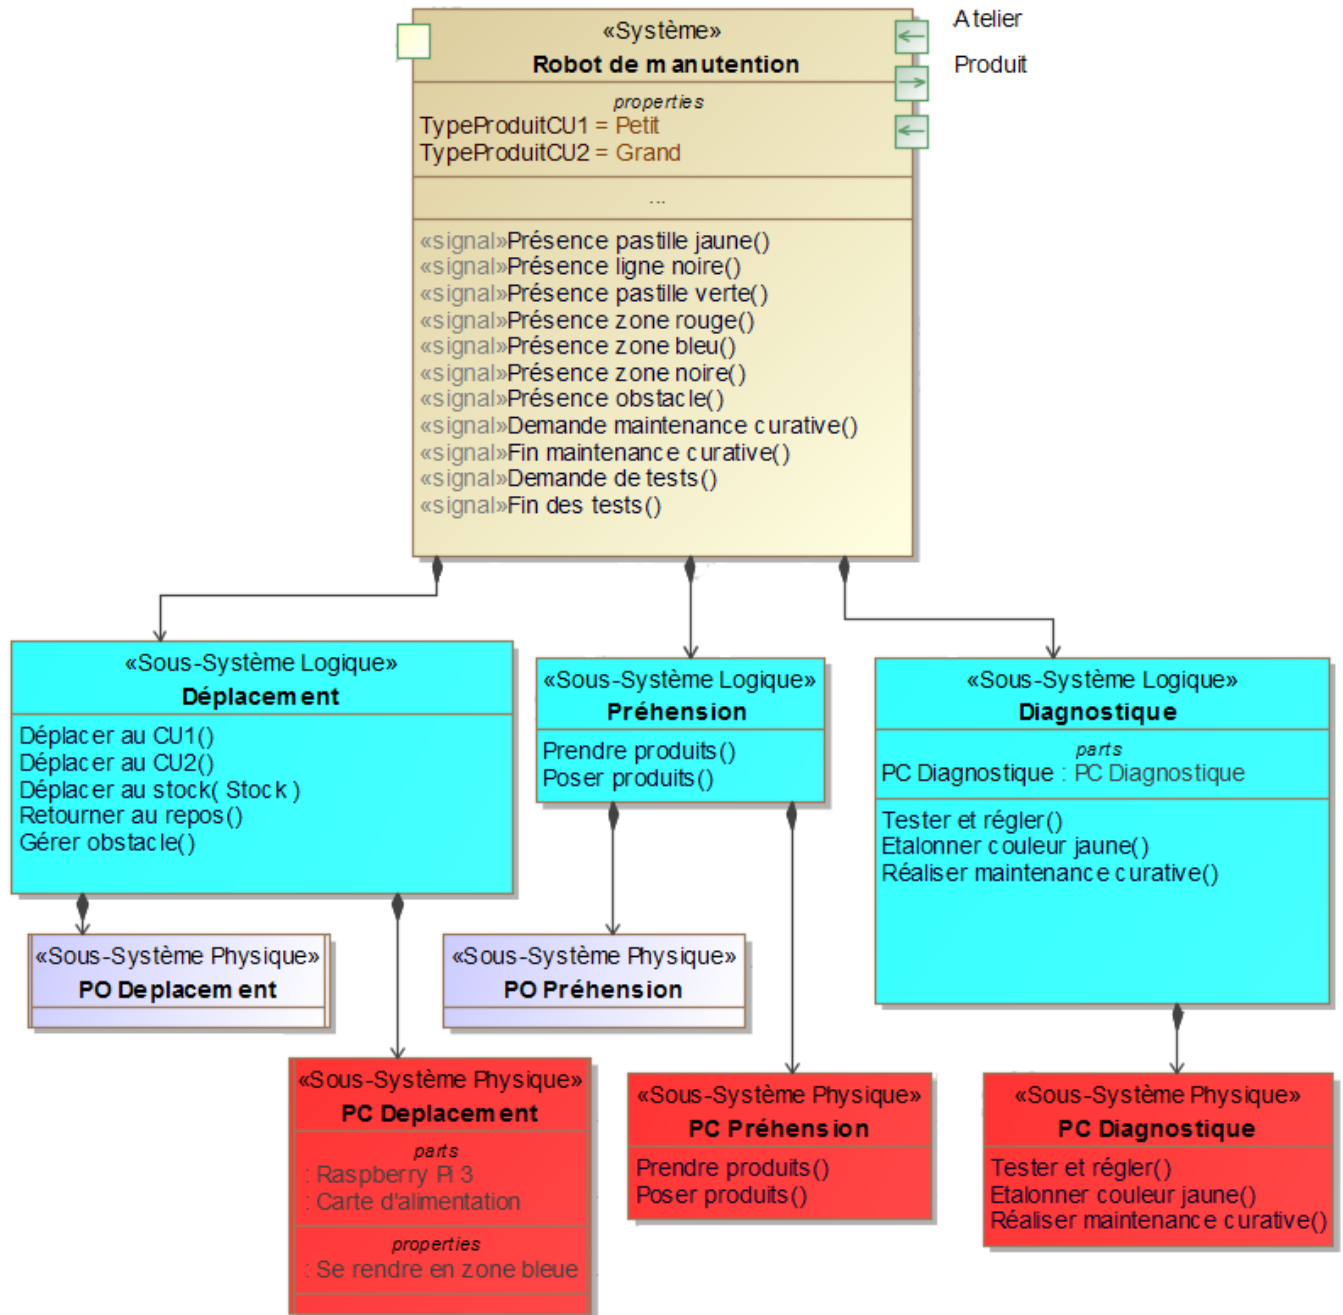 «Système»
Robot de manutention
Atelier
Produit
properties
TypeProduitCU1 = Petit
TypeProduitCU2 = Grand
...
«signal»Présence pastille jaune()
«signal»Présence ligne noire()
«signal»Présence pastille verte()
«signal»Présence zone rouge()
«signal»Présence zone bleu()
«signal»Présence zone noire()
«signal»Présence obstacle()
«signal»Demande maintenance curative()
«signal»Fin maintenance curative()
«signal»Demande de tests()
«signal»Fin des tests()
«Sous-Système Logique»
Déplacement
Déplacer au CU1()
Déplacer au CU2()
Déplacer au stock( Stock )
Retourner au repos()
Gérer obstacle()
«Sous-Système Logique»
Préhension
Prendre produits()
Poser produits()
«Sous-Système Logique»
Diagnostique
parts
PC Diagnostique : PC Diagnostique
Tester et régler()
Etalonner couleur jaune()
Réaliser maintenance curative()
«Sous-Système Physique»
PO Deplacement
«Sous-Système Physique»
PO Préhension
«Sous-Système Physique»
PC Deplacement
parts
: Raspberry Pi 3
: Carte d'alimentation
properties
: Se rendre en zone bleue
«Sous-Système Physique»
PC Préhension
Prendre produits()
Poser produits()
«Sous-Système Physique»
PC Diagnostique
Tester et régler()
Etalonner couleur jaune()
Réaliser maintenance curative()